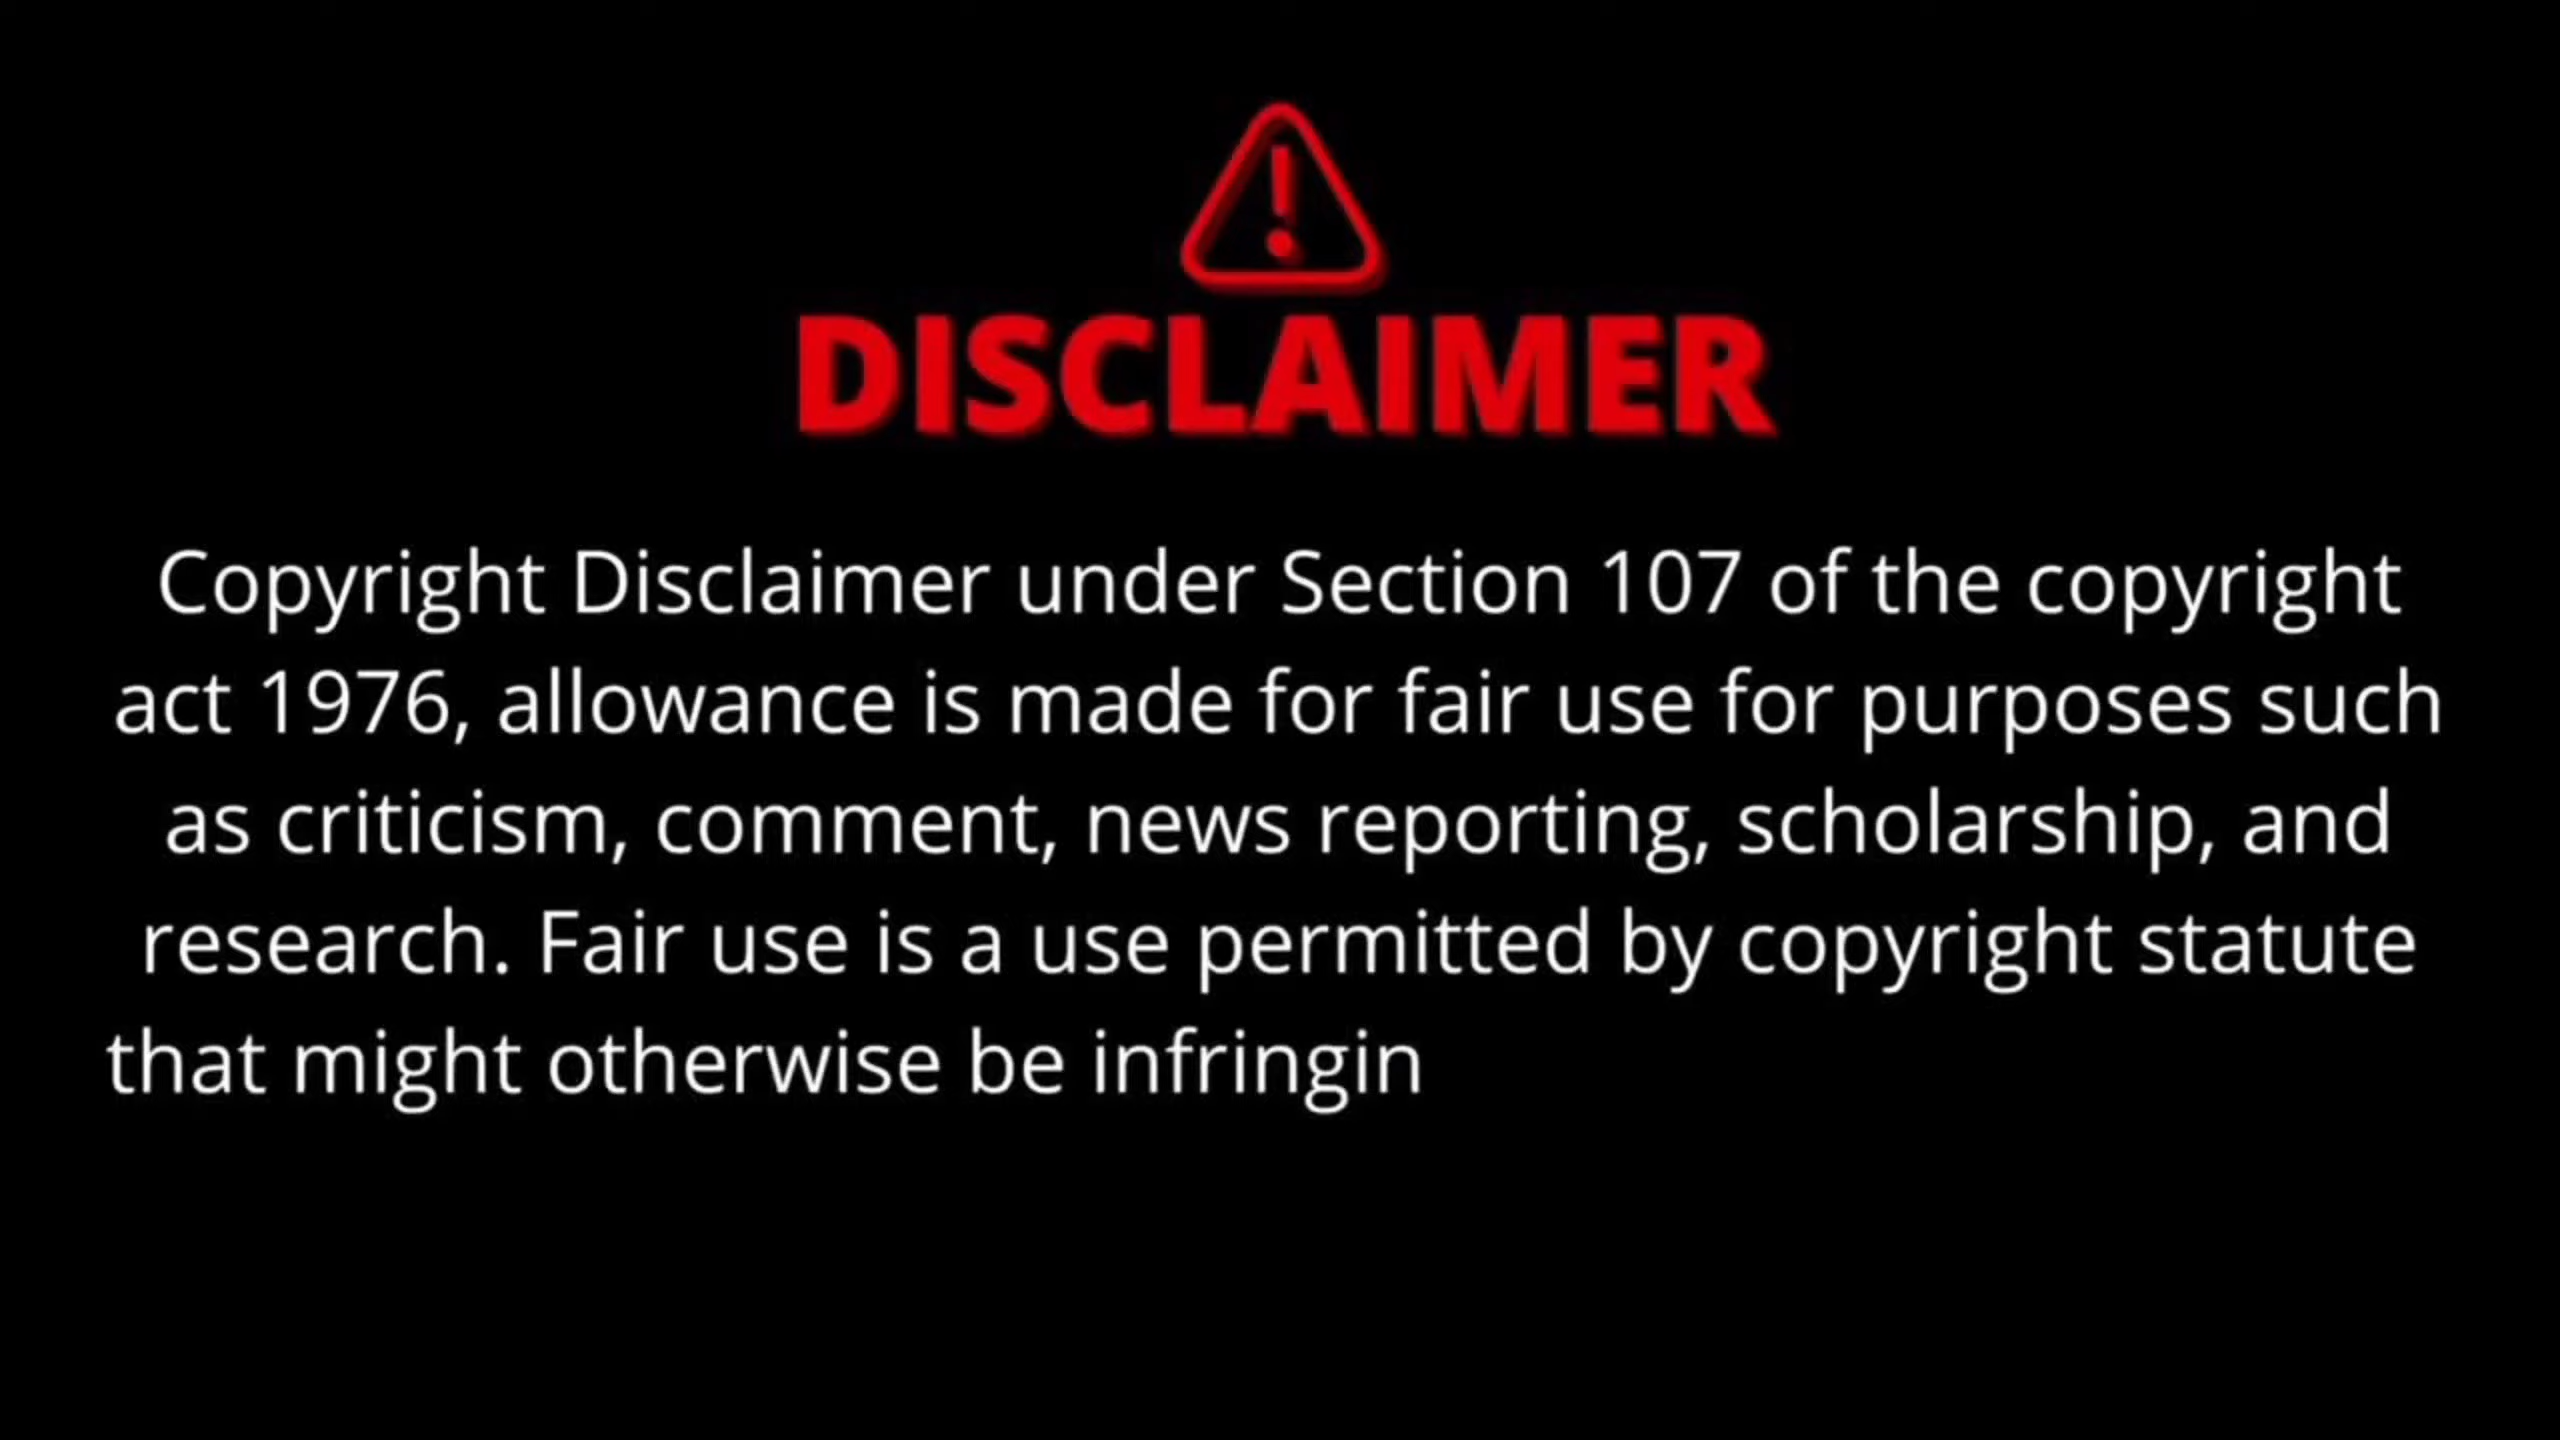 DISCLAIMER
Copyright Disclaimer under Section 107 of the copyright
act 1976, allowance is made for fair use for purposes such
as criticism, comment, news reporting, scholarship, and
research. Fair use is a use permitted by copyright statute
that might otherwise be infringin